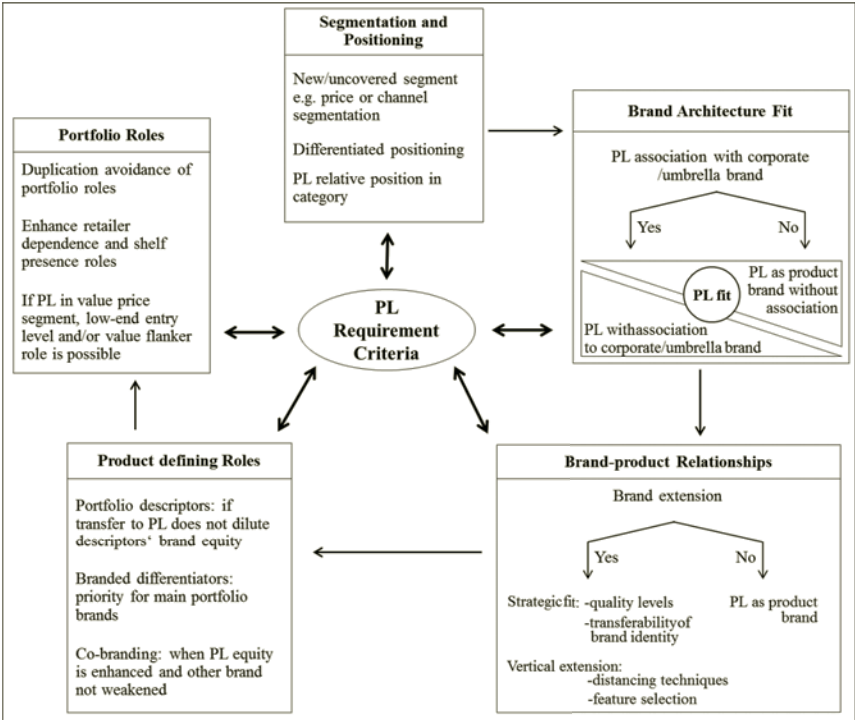 Segmentation and
Positioning
New/uncovered segment
e.g. price or channel
segmentation
Differentiated positioning
PL relative position in
category
Brand Architecture Fit
PL association with corporate
/umbrella brand
Yes
No
PL fit
PL as product
brand without
association
PL withassociation
to corporate/umbrella brand
Portfolio Roles
Duplication avoidance of
portfolio roles
Enhance retailer
dependence and shelf
presence roles
If PL in value price
segment, low-end entry
level and/or value flanker
role is possible
PL
Requirement
Criteria
Product defining Roles
Portfolio descriptors: if
transfer to PL does not dilute
descriptors‘ brand equity
Branded differentiators:
priority for main portfolio
brands
Co-branding: when PL equity
is enhanced and other brand
not weakened
Brand-product Relationships
Brand extension
Yes
No
Strategic fit: -quality levels
-transferability of
brand identity
PL as product
brand
Vertical extension:
-distancing techniques
-feature selection